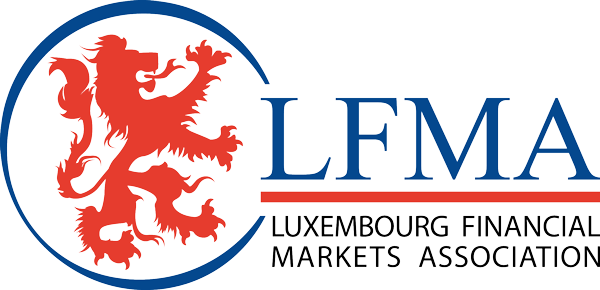 LFMA
LUXEMBOURG FINANCIAL
MARKETS ASSOCIATION